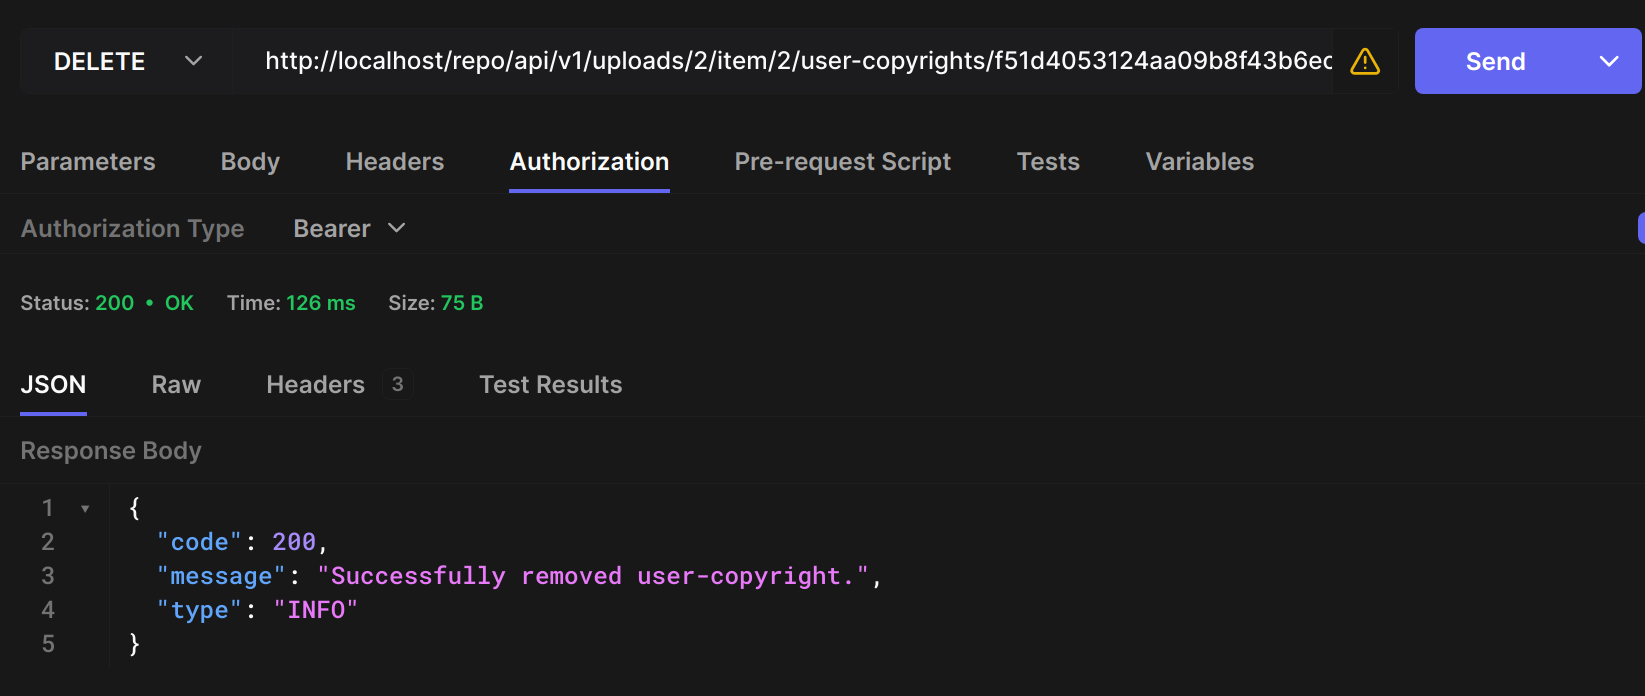 DELETE http://localhost/repo/api/v1/uploads/2/item/2/user-copyrights/f51d4053124aa09b8f43b6ec Send
Parameters Body Headers Authorization Pre-request Script Tests Variables
Authorization Type Bearer
Status: 200 • OK Time: 126 ms Size: 75 B
JSON Raw Headers 3 Test Results
Response Body
1 {
2 "code": 200,
3 "message": "Successfully removed user-copyright.",
4 "type": "INFO"
5 }